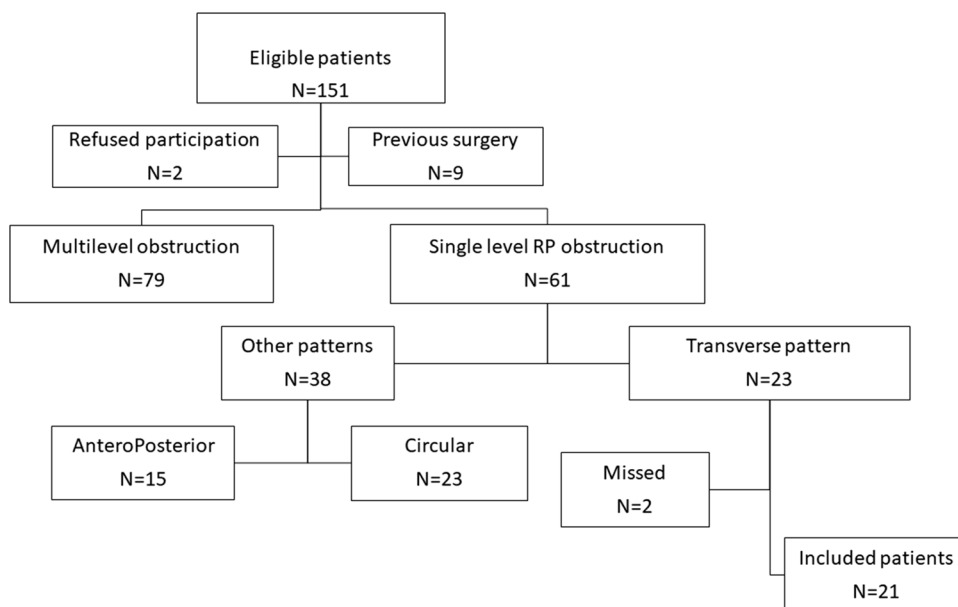 Eligible patients
N=151
Refused participation
N=2
Previous surgery
N=9
Multilevel obstruction
N=79
Single level RP obstruction
N=61
Other patterns
N=38
Transverse pattern
N=23
AnteroPosterior
N=15
Circular
N=23
Missed
N=2
Included patients
N=21